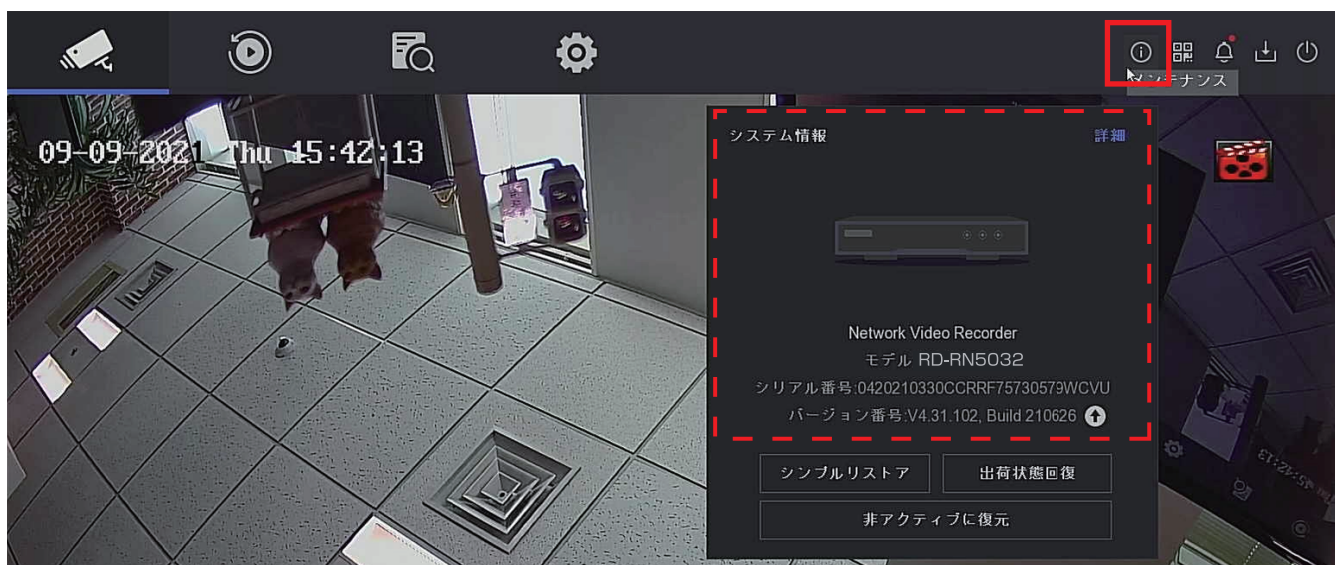 メンテナンス
09-09-2021 Thu 15:42:13
システム情報
詳細
Network Video Recorder
モデル RD-RN5032
シリアル番号:0420210330CCRRF75730579WCVU
バージョン番号:V4.31.102, Build 210626
シンプルリストア
出荷状態回復
非アクティブに復元